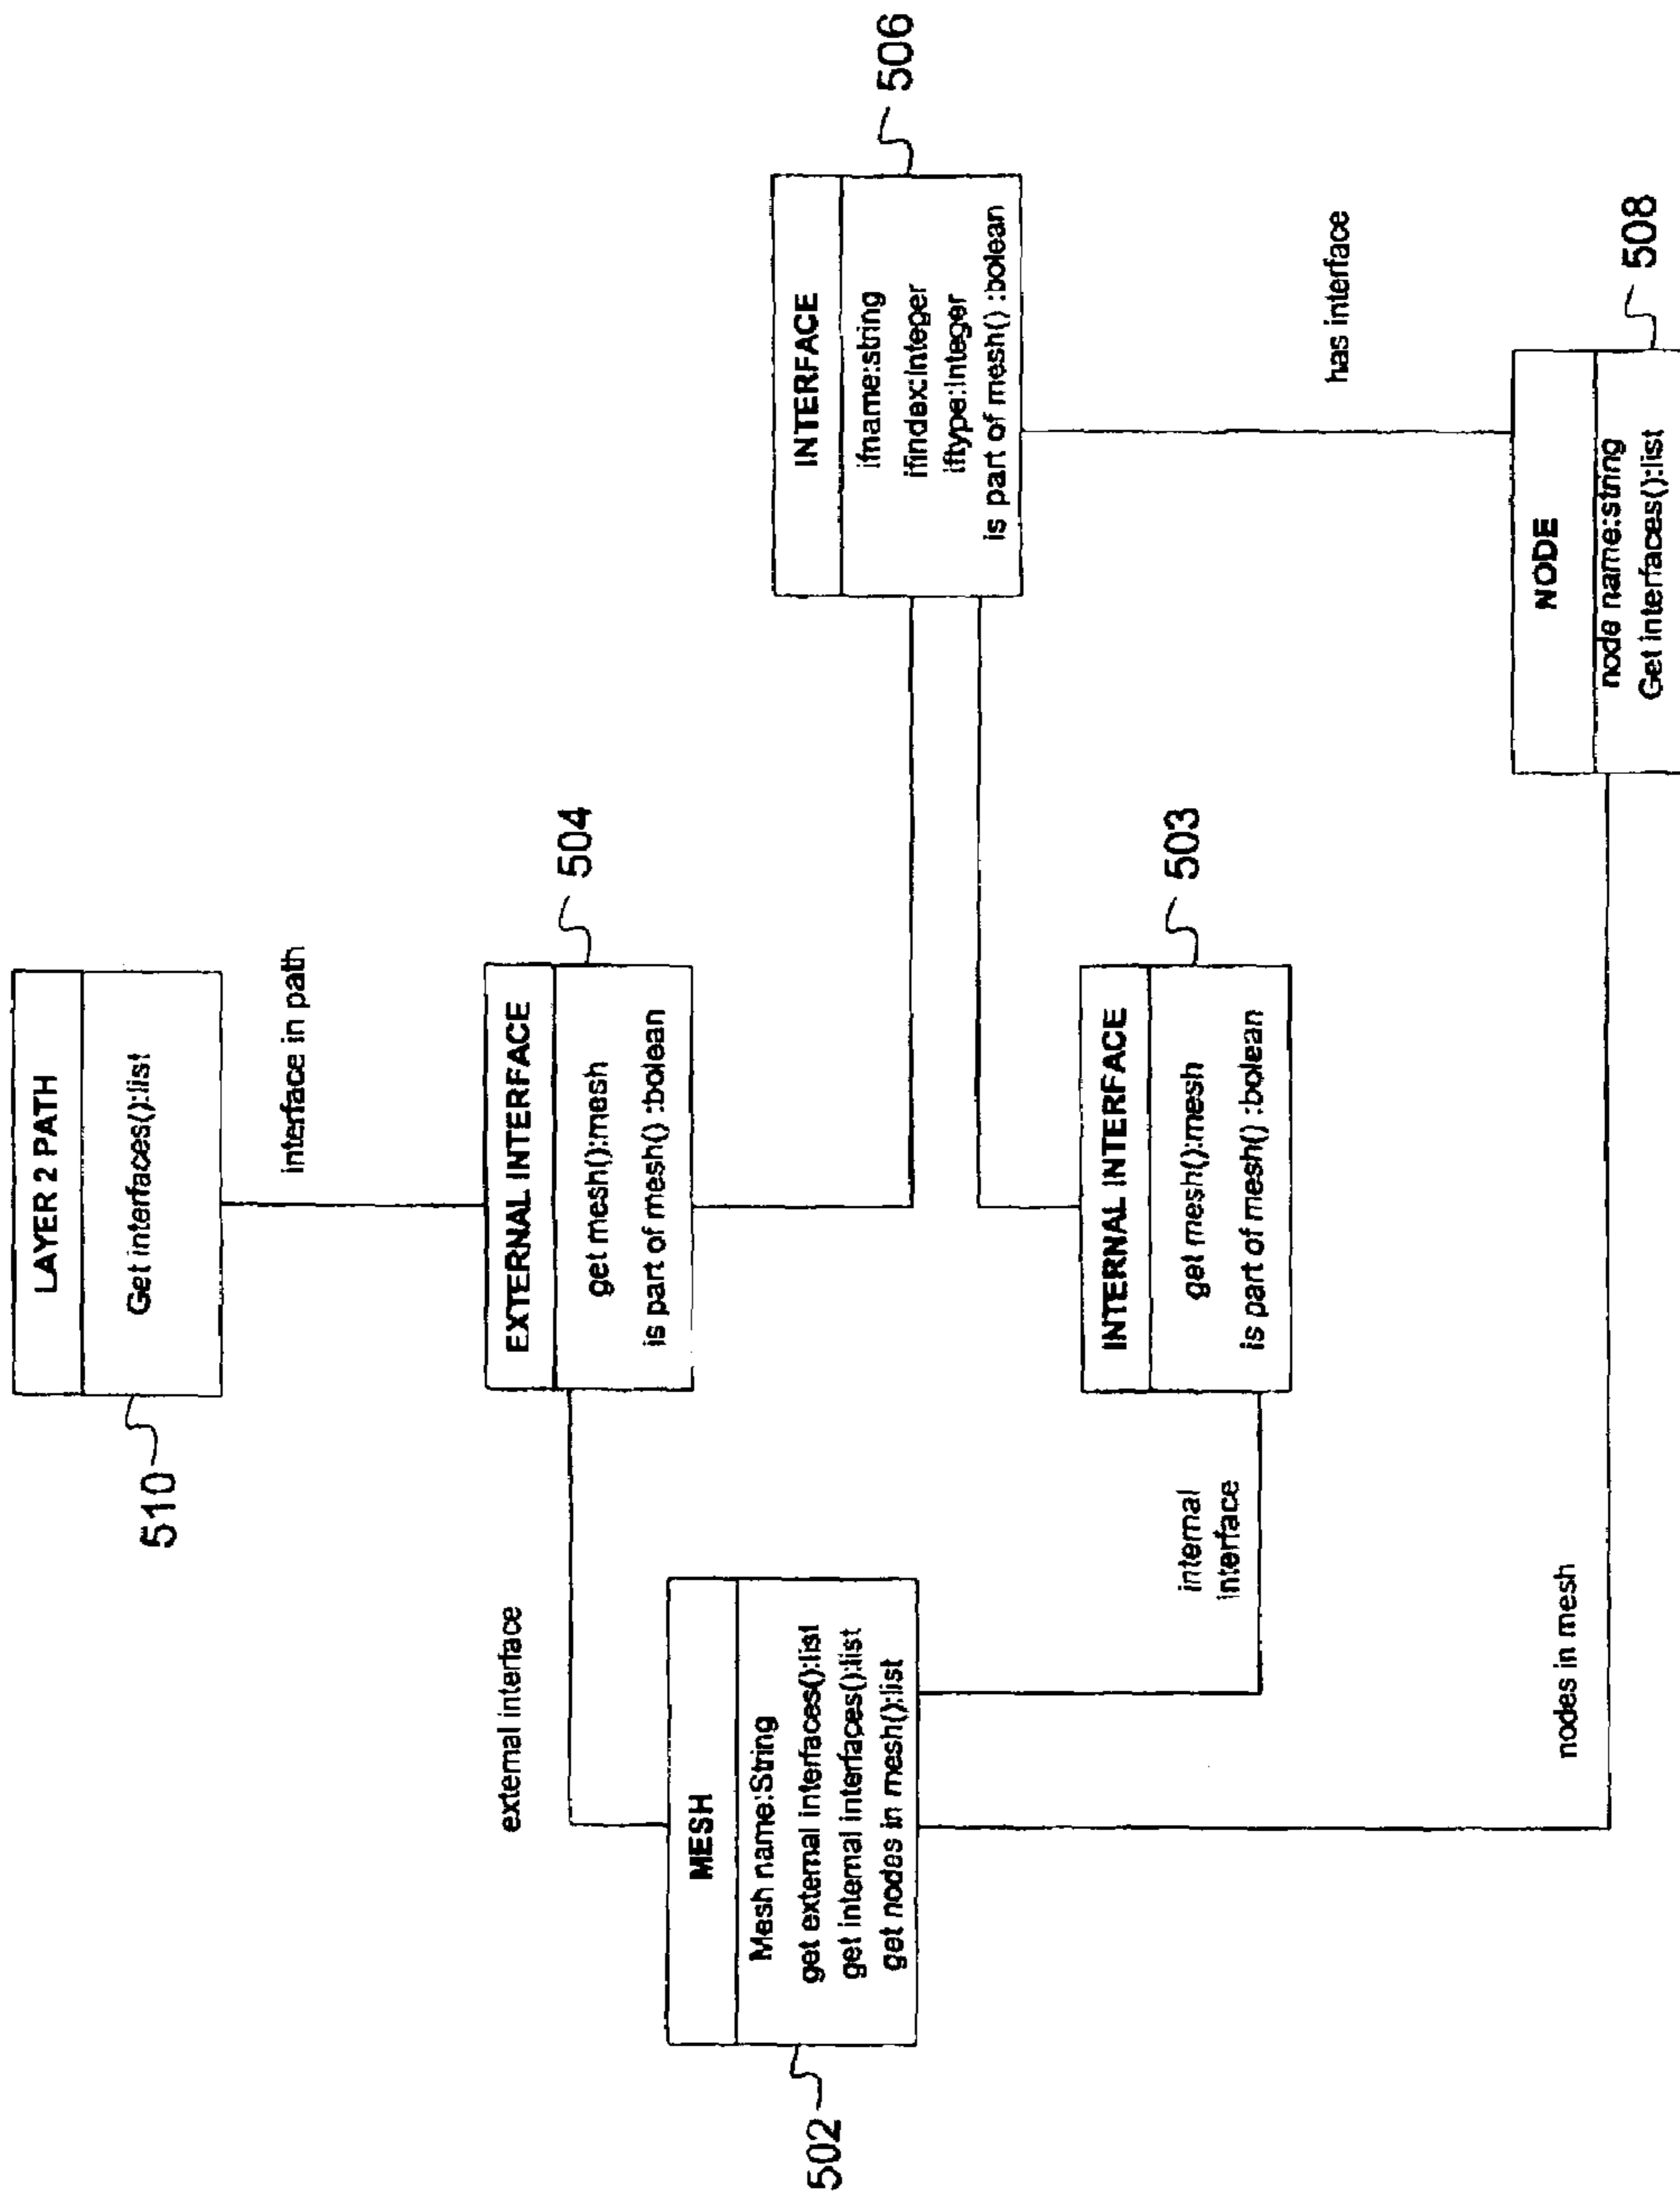 LAYER 2 PATH
Get interfaces():list
510
interface in path
EXTERNAL INTERFACE
get mesh():mesh
is part of mesh() :bolean
504
external interface
MESH
Mesh name:String
get external interfaces():list
get internal interfaces():list
get nodes in mesh():list
502
INTERFACE
ifname:string
ifindex:integer
iftype:integer
is part of mesh() :bolean
506
INTERNAL INTERFACE
get mesh():mesh
is part of mesh() :bolean
503
internal
interface
has interface
nodes in mesh
NODE
node name:string
Get interfaces():list
508